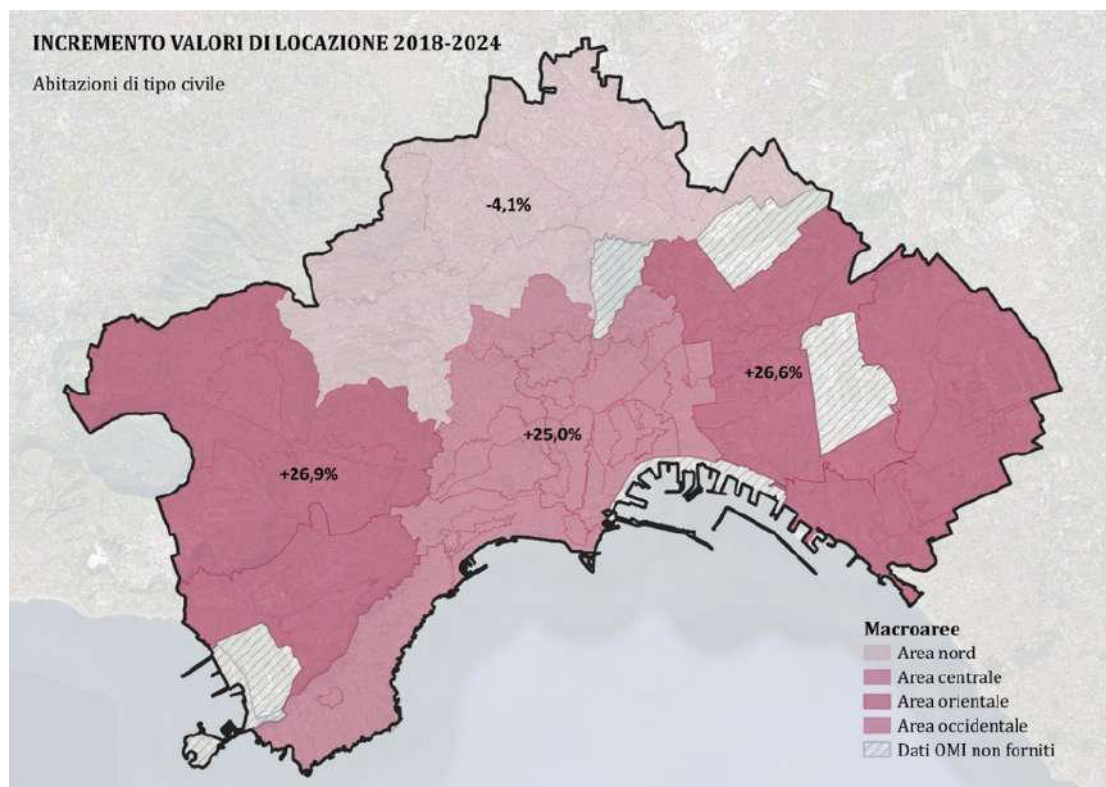 INCREMENTO VALORI DI LOCAZIONE 2018-2024
Abitazioni di tipo civile
-4,1%
+26,6%
+25,0%
+26,9%
Macroaree
Area nord
Area centrale
Area orientale
Area occidentale
Dati OMI non forniti